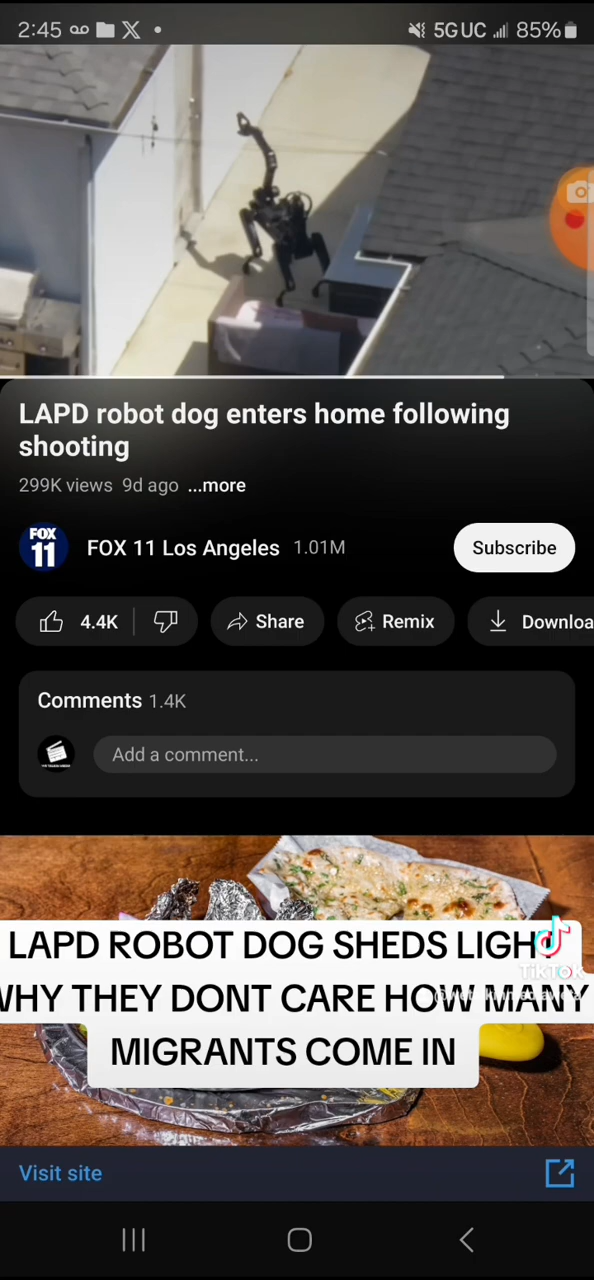 2:45 X 5G UC 85%
LAPD robot dog enters home following
shooting
299K views 9d ago ...more
FOX
11
FOX 11 Los Angeles 1.01M
Subscribe
4.4K Share Remix Downloa
Comments 1.4K
Add a comment...
LAPD ROBOT DOG SHEDS LIGHT
WHY THEY DONT CARE HOW MANY
MIGRANTS COME IN
TikTok
Visit site